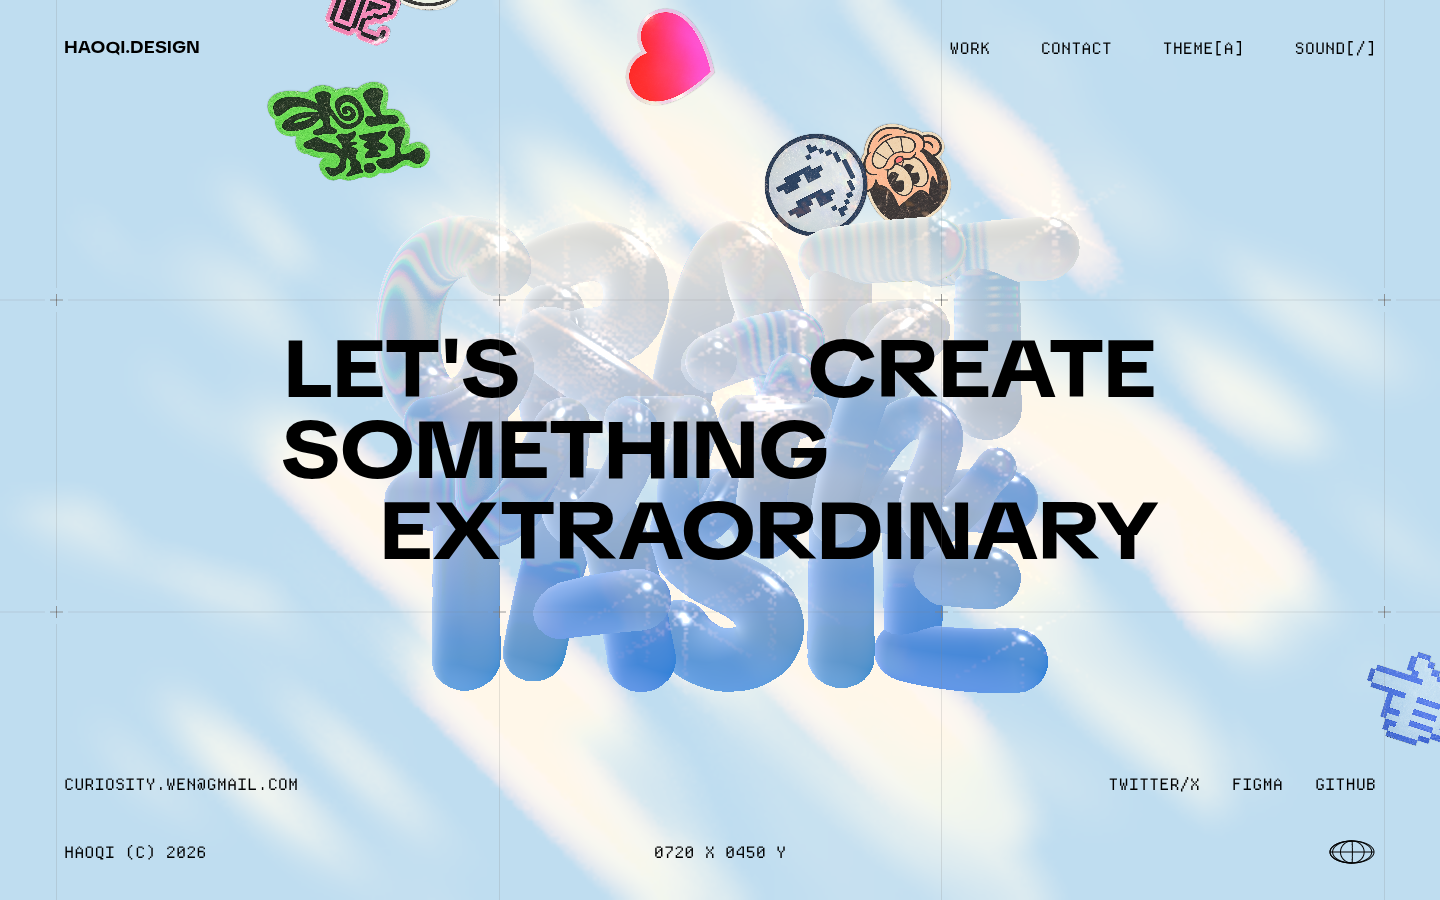 HAOQI.DESIGN
WORK CONTACT THEME[A] SOUND[/]
CRAFT
LET'S CREATE
SOMETHING
EXTRAORDINARY
CURIOSITY.WEN@GMAIL.COM
TWITTER/X FIGMA GITHUB
HAOQI (C) 2026
0720 X 0450 Y